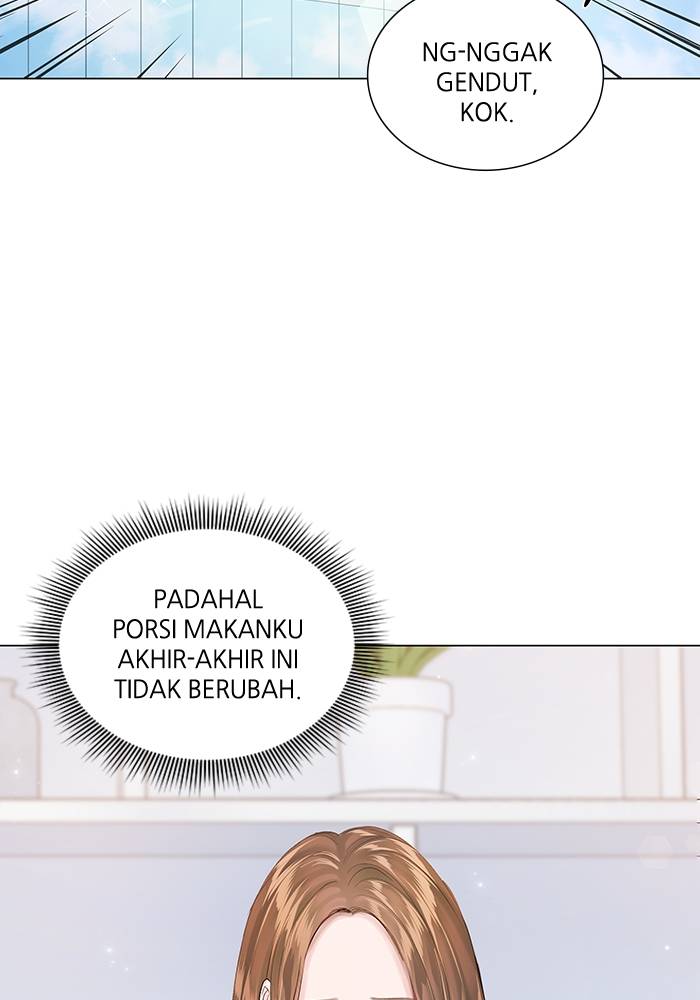 NG-NGGAK
GENDUT,
KOK.
PADAHAL
PORSI MAKANKU
AKHIR-AKHIR INI
TIDAK BERUBAH.